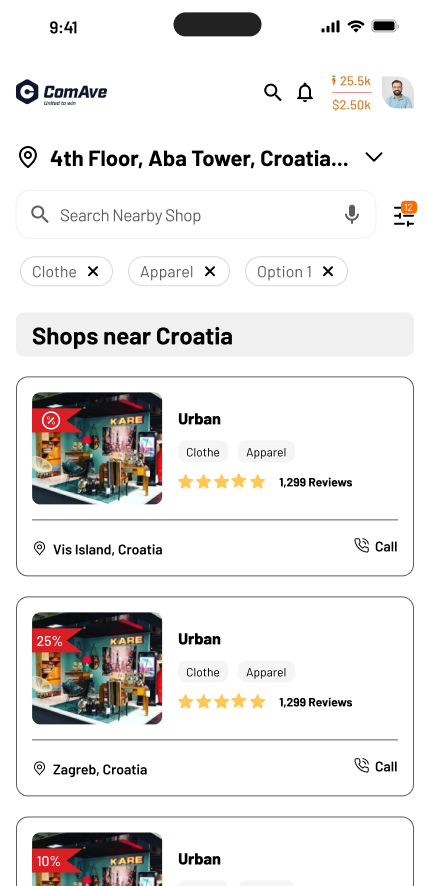 9:41
ComAve
United to win
25.5k
$2.50k
4th Floor, Aba Tower, Croatia...
Search Nearby Shop
12
Clothe
Apparel
Option 1
Shops near Croatia
KARE
Urban
Clothe Apparel
1,299 Reviews
Vis Island, Croatia
Call
25%
KARE
Urban
Clothe Apparel
1,299 Reviews
Zagreb, Croatia
Call
10%
KARE
Urban
Clothe Apparel